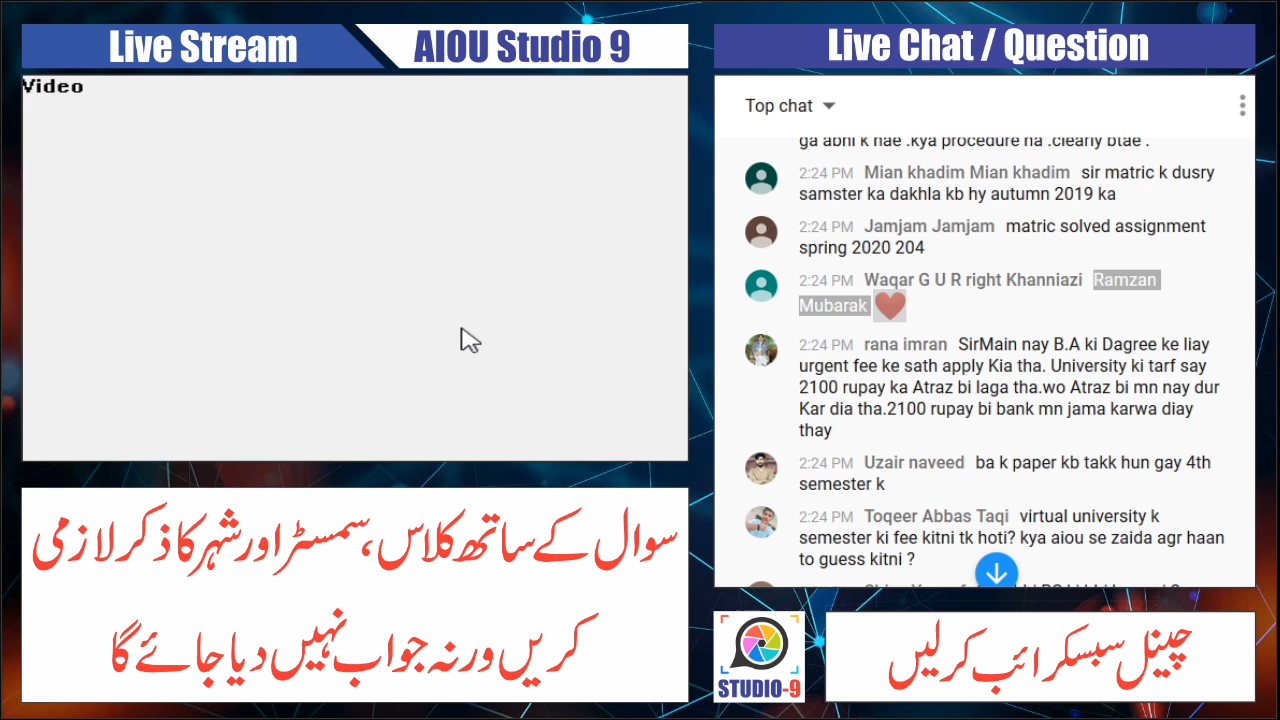 Live Stream
AIOU Studio 9
Video
سوال کے ساتھ کلاس، سمسٹر اور شہر کا ذکر لازمی
کریں ورنہ جواب نہیں دیا جائے گا
Live Chat / Question
Top chat
ga abhi k hae .kya procedure ha .clearly btae .
2:24 PM Mian khadim Mian khadim sir matric k dusry
samster ka dakhla kb hy autumn 2019 ka
2:24 PM Jamjam Jamjam matric solved assignment
spring 2020 204
2:24 PM Waqar G U R right Khanniazi Ramzan
Mubarak ❤️
2:24 PM rana imran SirMain nay B.A ki Dagree ke liay
urgent fee ke sath apply Kia tha. University ki tarf say
2100 rupay ka Atraz bi laga tha.wo Atraz bi mn nay dur
Kar dia tha.2100 rupay bi bank mn jama karwa diay
thay
2:24 PM Uzair naveed ba k paper kb takk hun gay 4th
semester k
2:24 PM Toqeer Abbas Taqi virtual university k
semester ki fee kitni tk hoti? kya aiou se zaida agr haan
to guess kitni ?
STUDIO-9
چینل سبسکرائب کر لیں